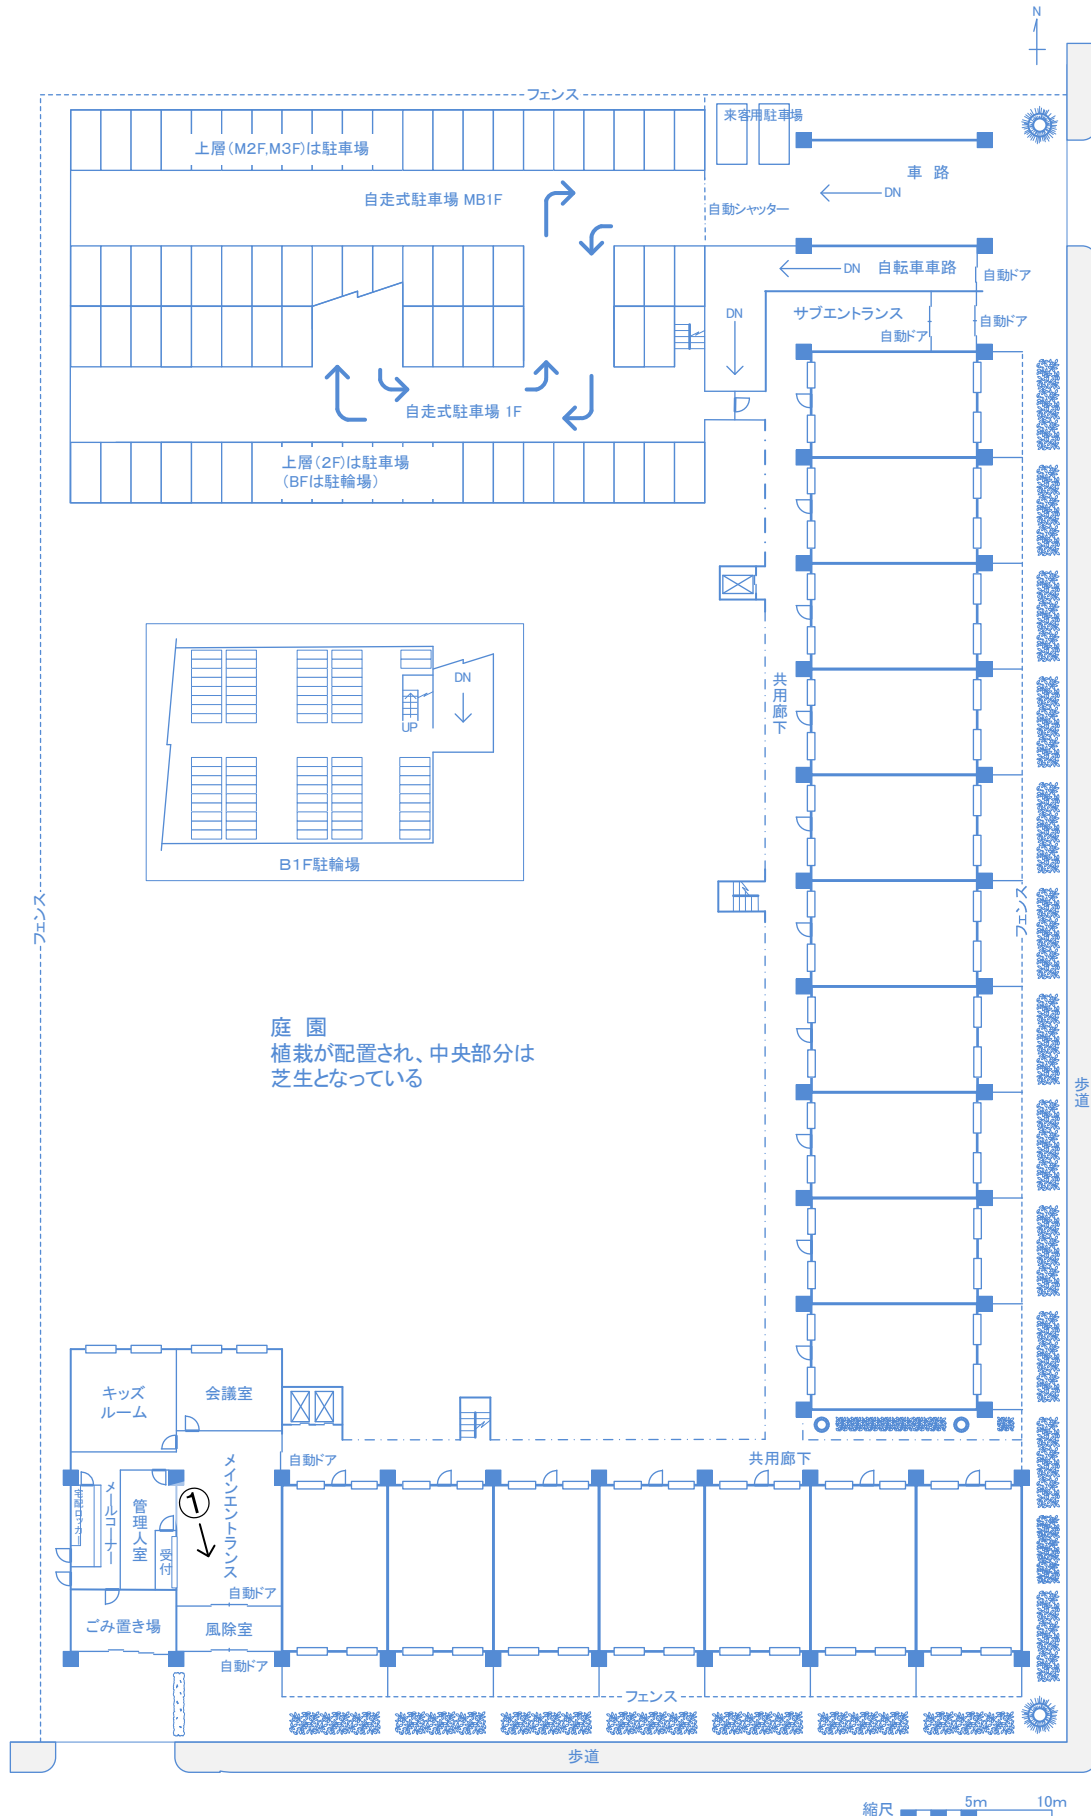 N
フェンス
来客用駐車場
上層(M2F,M3F)は駐車場
車 路
自走式駐車場 MB1F
DN
自動シャッター
DN
自転車車路
自動ドア
DN
サブエントランス
自動ドア
自動ドア
自走式駐車場 1F
上層(2F)は駐車場
(BFは駐輪場)
共用廊下
DN
UP
B1F駐輪場
フェンス
フェンス
庭 園
植栽が配置され、中央部分は
芝生となっている
歩道
キッズ
ルーム
会議室
メインエントランス
自動ドア
共用廊下
宅配ロッカー
メールコーナー
管理人室
受付
①
自動ドア
ごみ置き場
風除室
自動ドア
フェンス
歩道
縮尺
5m
10m